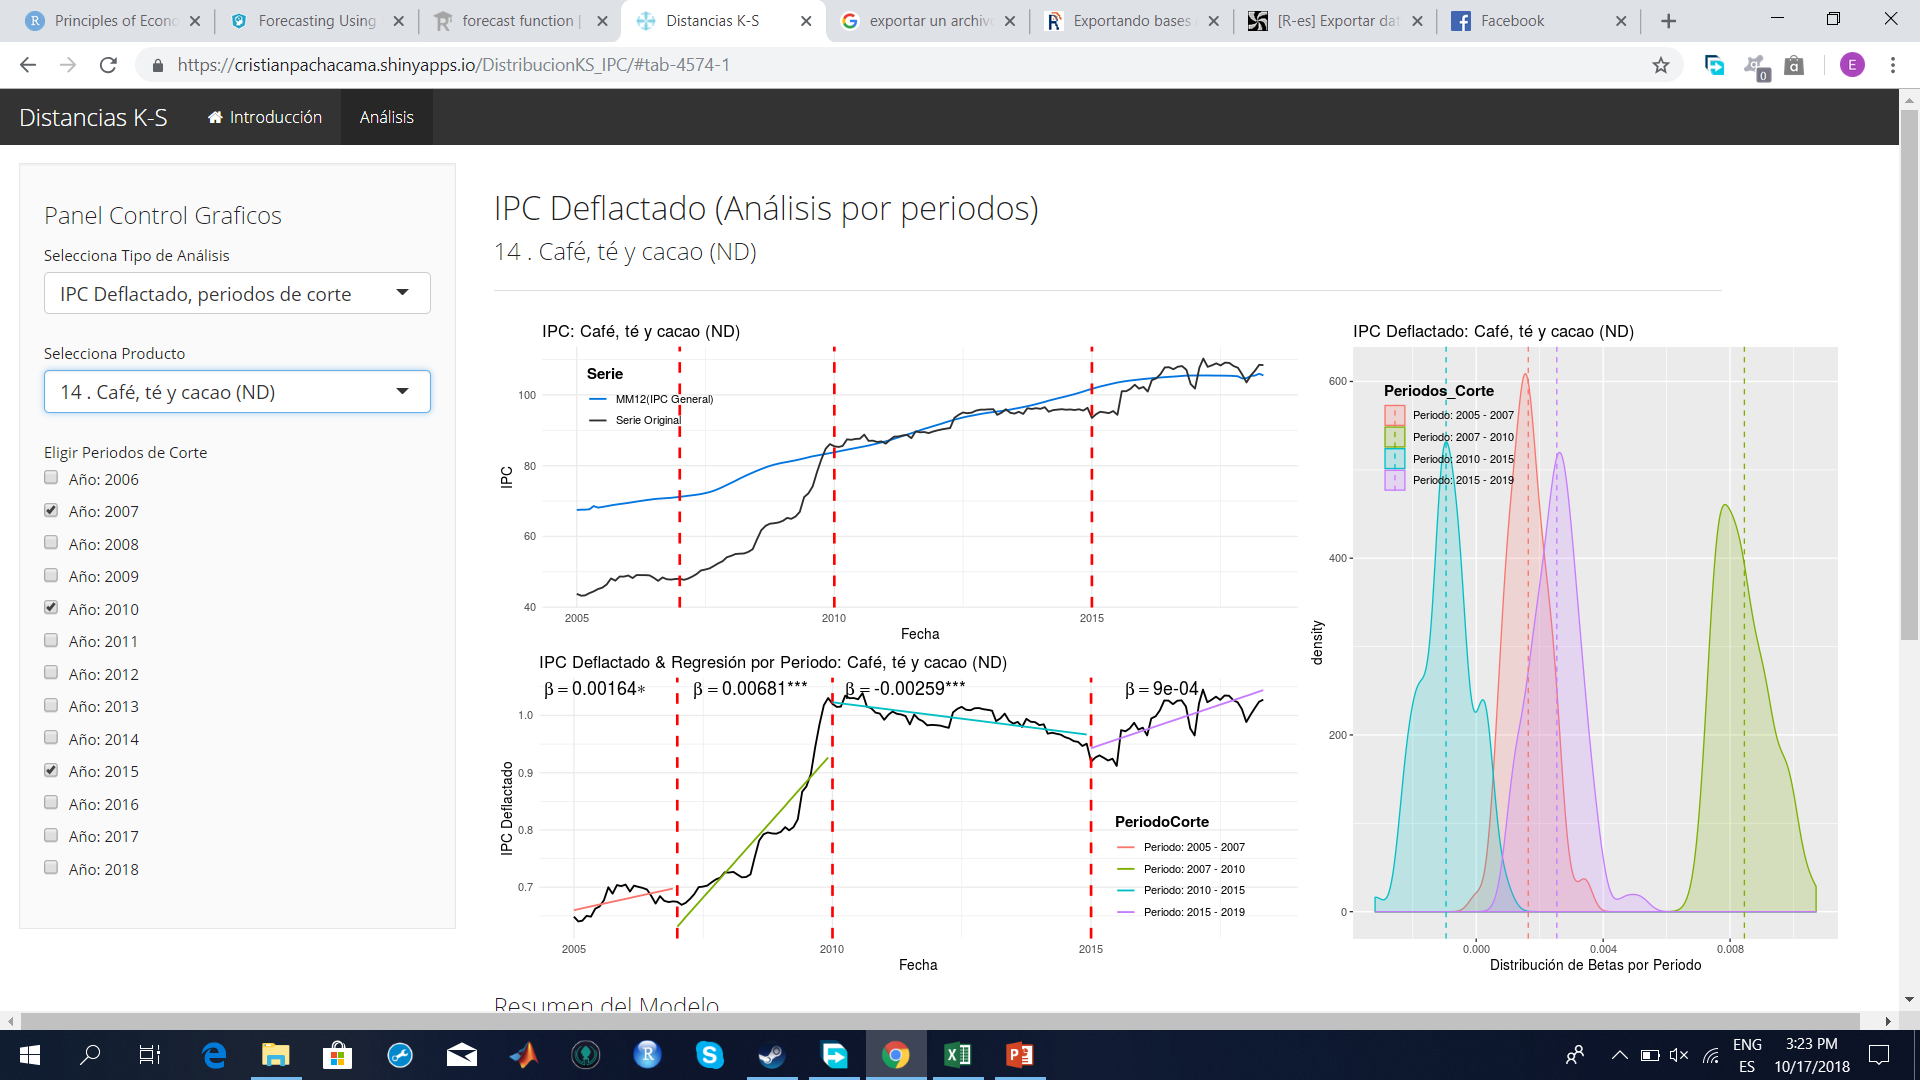 Principles of Econo
Forecasting Using
forecast function |
Distancias K-S
exportar un archiv
Exportando bases
[R-es] Exportar dat
Facebook
https://cristianpachacama.shinyapps.io/DistribucionKS_IPC/#tab-4574-1
0
a
E
Distancias K-S
Introducción
Análisis
Panel Control Graficos
Selecciona Tipo de Análisis
IPC Deflactado, periodos de corte
Selecciona Producto
14 . Café, té y cacao (ND)
Eligir Periodos de Corte
Año: 2006
Año: 2007
Año: 2008
Año: 2009
Año: 2010
Año: 2011
Año: 2012
Año: 2013
Año: 2014
Año: 2015
Año: 2016
Año: 2017
Año: 2018
IPC Deflactado (Análisis por periodos)
14 . Café, té y cacao (ND)
IPC: Café, té y cacao (ND)
Serie
MM12(IPC General)
Serie Original
IPC
100
80
60
40
2005
2010
2015
Fecha
IPC Deflactado & Regresión por Periodo: Café, té y cacao (ND)
β = 0.00164*
β = 0.00681***
β = -0.00259***
β = 9e-04
IPC Deflactado
1.0
0.9
0.8
0.7
PeriodoCorte
Periodo: 2005 - 2007
Periodo: 2007 - 2010
Periodo: 2010 - 2015
Periodo: 2015 - 2019
2005
2010
2015
Fecha
IPC Deflactado: Café, té y cacao (ND)
Periodos_Corte
Periodo: 2005 - 2007
Periodo: 2007 - 2010
Periodo: 2010 - 2015
Periodo: 2015 - 2019
density
600
400
200
0
0.000
0.004
0.008
Distribución de Betas por Periodo
Resumen del Modelo
ENG
ES
3:23 PM
10/17/2018